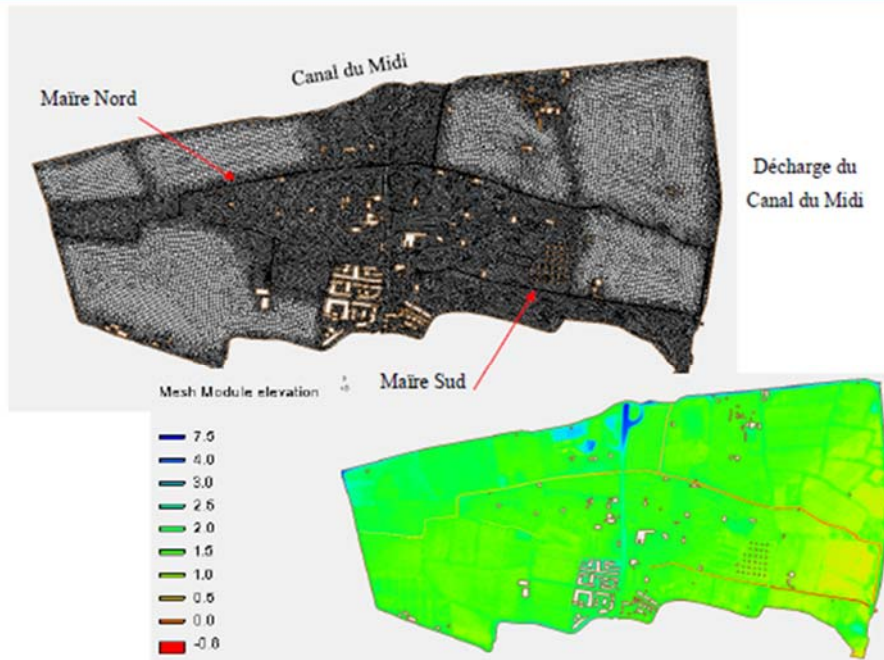 Canal du Midi
Maïre Nord
Décharge du
Canal du Midi
Maïre Sud
Mesh Module elevation
7.5
4.0
3.0
2.5
2.0
1.5
1.0
0.5
0.0
-0.8